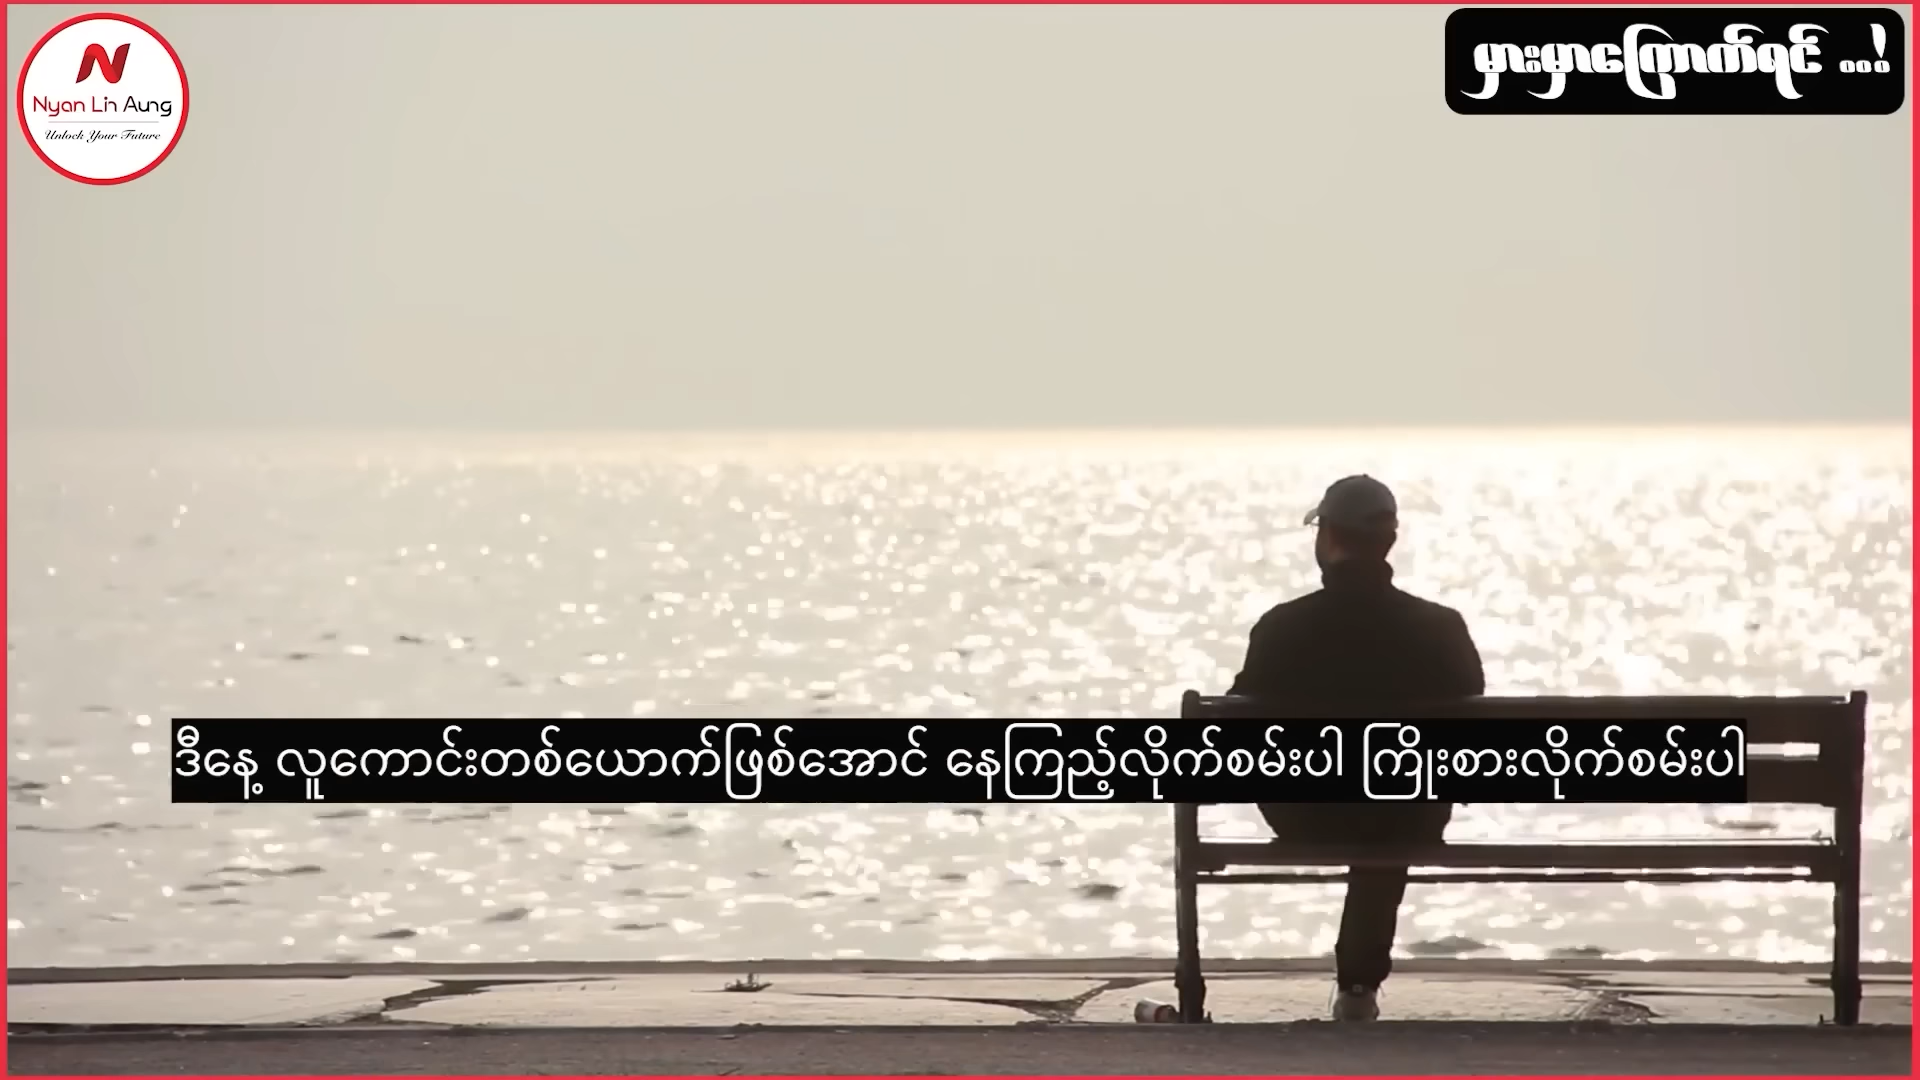 N
Nyan Lin Aung
Unlock Your Future
မှားမှာကြောက်ရင် ...!
ဒီနေ့ လူကောင်းတစ်ယောက်ဖြစ်အောင် နေကြည့်လိုက်စမ်းပါ ကြိုးစားလိုက်စမ်းပါ